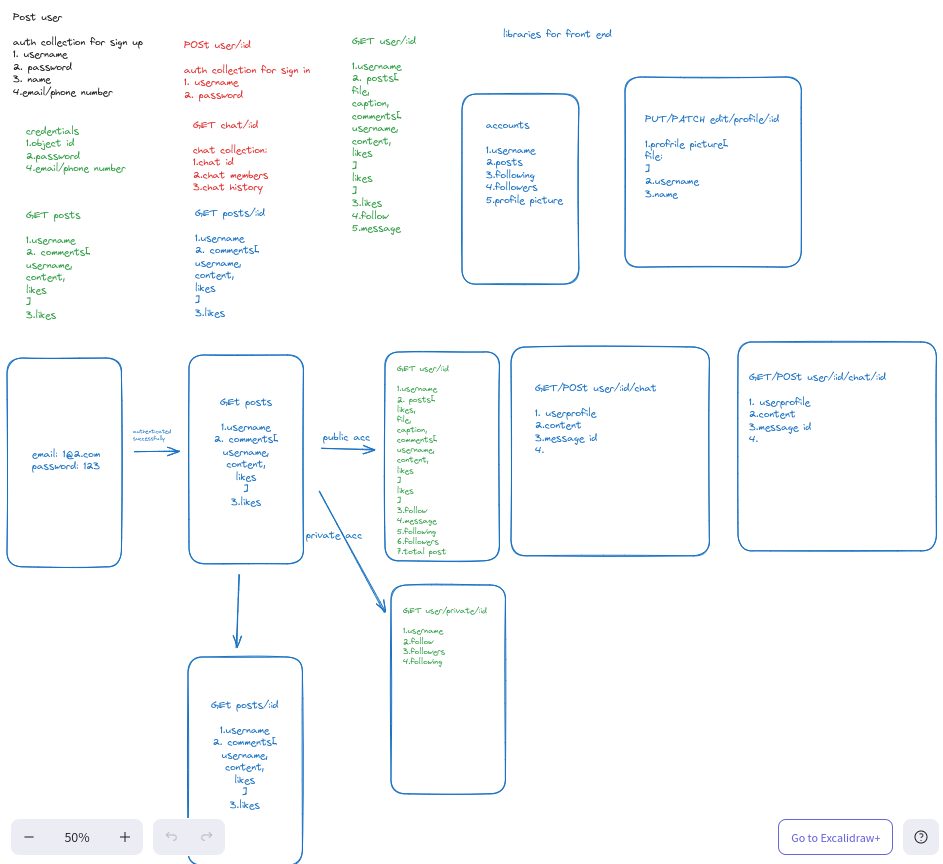 Post user
auth collection for sign up
1. username
2. password
3. name
4.email/phone number
POST user/:id
auth collection for sign in
1. username
2. password
GET user/:id
1.username
2. posts[
file,
caption,
comments[
username,
content,
likes
]
likes
]
3.likes
4.follow
5.message
libraries for front end
credentials
1.object id
2.password
4.email/phone number
GET chat/:id
chat collection:
1.chat id
2.chat members
3.chat history
accounts
1.username
2.posts
3.following
4.followers
5.profile picture
PUT/PATCH edit/profile/:id
1.profrile picture[
file:
]
2.username
3.name
GET posts
1.username
2. comments[
username,
content,
likes
]
3.likes
GET posts/:id
1.username
2. comments[
username,
content,
likes
]
3.likes
email: 1@2.com
password: 123
authenticated
successfully
GET posts
1.username
2. comments[
username,
content,
likes
]
3.likes
public acc
private acc
GET user/:id
1.username
2. posts[
likes,
file,
caption,
comments[
username,
content,
likes
]
likes
]
3.follow
4.message
5.following
6.followers
7.total post
GET/POST user/:id/chat
1. userprofile
2.content
3.message id
4.
GET/POST user/:id/chat/:id
1. userprofile
2.content
3.message id
4.
GET user/private/:id
1.username
2.follow
3.followers
4.following
GET posts/:id
1.username
2. comments[
username,
content,
likes
]
3.likes
50%
Go to Excalidraw+